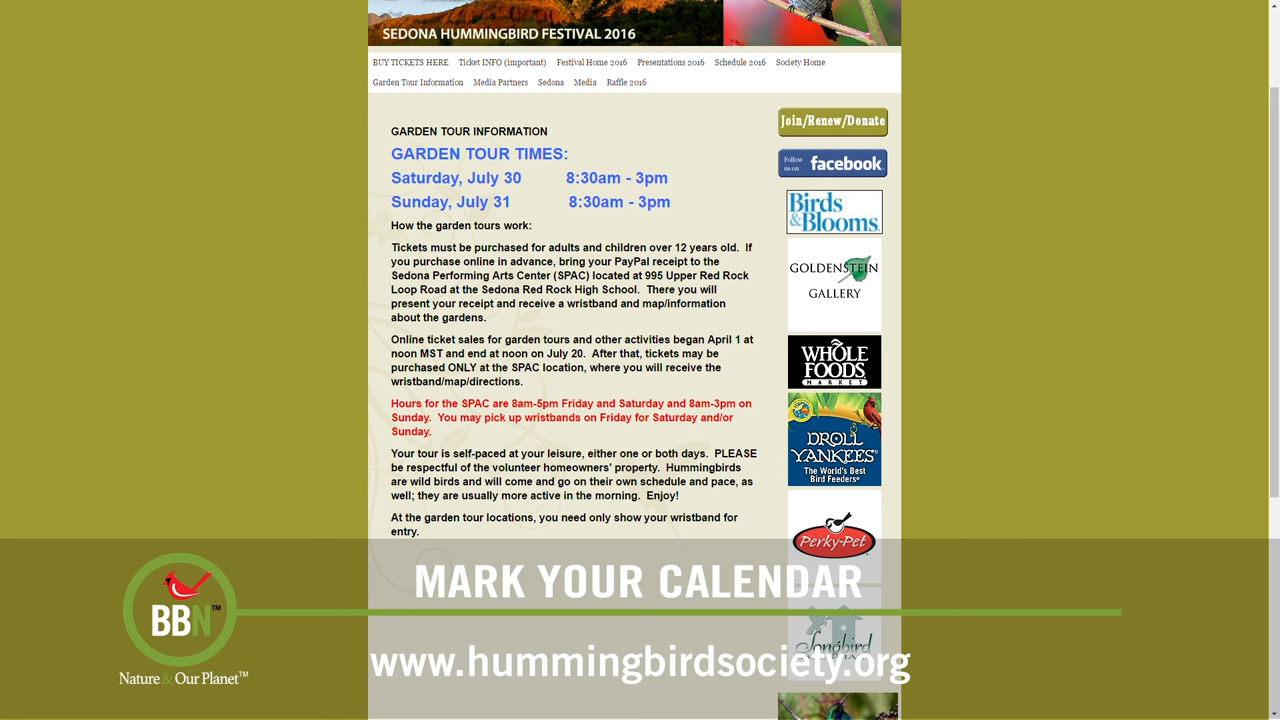 SEDONA HUMMINGBIRD FESTIVAL 2016
BUY TICKETS HERE Ticket INFO (important) Festival Home 2016 Presentations 2016 Schedule 2016 Society Home
Garden Tour Information Media Partners Sedona Media Raffle 2016
GARDEN TOUR INFORMATION
GARDEN TOUR TIMES:
Saturday, July 30 8:30am - 3pm
Sunday, July 31 8:30am - 3pm
How the garden tours work:
Tickets must be purchased for adults and children over 12 years old. If
you purchase online in advance, bring your PayPal receipt to the
Sedona Performing Arts Center (SPAC) located at 995 Upper Red Rock
Loop Road at the Sedona Red Rock High School. There you will
present your receipt and receive a wristband and map/information
about the gardens.
Online ticket sales for garden tours and other activities began April 1 at
noon MST and end at noon on July 20. After that, tickets may be
purchased ONLY at the SPAC location, where you will receive the
wristband/map/directions.
Hours for the SPAC are 8am-5pm Friday and Saturday and 8am-3pm on
Sunday. You may pick up wristbands on Friday for Saturday and/or
Sunday.
Your tour is self-paced at your leisure, either one or both days. PLEASE
be respectful of the volunteer homeowners' property. Hummingbirds
are wild birds and will come and go on their own schedule and pace, as
well; they are usually more active in the morning. Enjoy!
At the garden tour locations, you need only show your wristband for
entry.
Join/Renew/Donate
Follow
us on facebook
Birds
& Blooms
GOLDENSTEIN
GALLERY
WHOLE
FOODS
MARKET
DROLL
YANKEES®
The World's Best
Bird Feeders®
Perky-Pet
Songbird
MARK YOUR CALENDAR
www.hummingbirdsociety.org
BBN™
Nature & Our Planet™